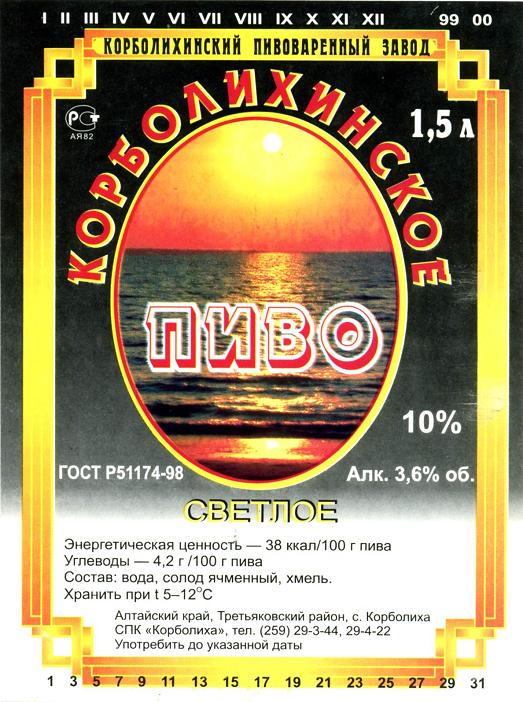 I II III IV V VI VII VIII IX X XI XII 99 00
КОРБОЛИХИНСКИЙ ПИВОВАРЕННЫЙ ЗАВОД
РСТ
АЯ82
1,5 л
КОРБОЛИХИНСКОЕ
ПИВО
10%
ГОСТ Р51174-98
Алк. 3,6% об.
СВЕТЛОЕ
Энергетическая ценность — 38 ккал/100 г пива
Углеводы — 4,2 г /100 г пива
Состав: вода, солод ячменный, хмель.
Хранить при t 5–12°С
Алтайский край, Третьяковский район, с. Корболиха
СПК «Корболиха», тел. (259) 29-3-44, 29-4-22
Употребить до указанной даты
1 3 5 7 9 11 13 15 17 19 21 23 25 27 29 31